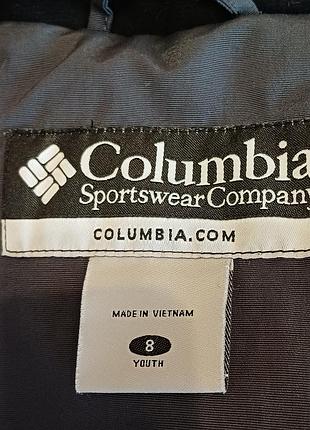 Columbia
Sportswear Company
COLUMBIA.COM
MADE IN VIETNAM
8
YOUTH